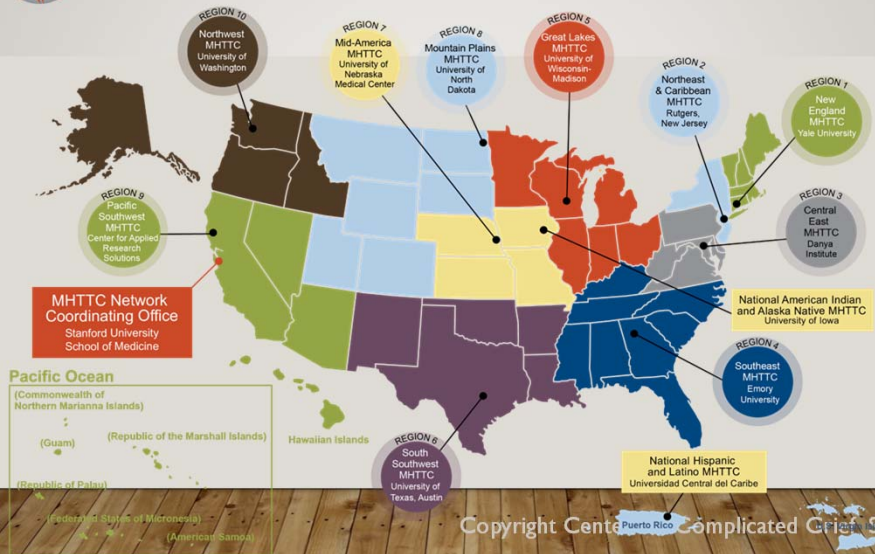 REGION 10
Northwest
MHTTC
University of
Washington
REGION 7
Mid-America
MHTTC
University of
Nebraska
Medical Center
REGION 8
Mountain Plains
MHTTC
University of
North
Dakota
REGION 5
Great Lakes
MHTTC
University of
Wisconsin-
Madison
REGION 2
Northeast
& Caribbean
MHTTC
Rutgers,
New Jersey
REGION 1
New
England
MHTTC
Yale University
REGION 9
Pacific
Southwest
MHTTC
Center for Applied
Research
Solutions
REGION 3
Central
East
MHTTC
Danya
Institute
MHTTC Network
Coordinating Office
Stanford University
School of Medicine
National American Indian
and Alaska Native MHTTC
University of Iowa
REGION 4
Southeast
MHTTC
Emory
University
Pacific Ocean
(Commonwealth of
Northern Marianna Islands)
(Guam)
(Republic of the Marshall Islands)
(Republic of Palau)
(Federated States of Micronesia)
(American Samoa)
Hawaiian Islands
REGION 6
South
Southwest
MHTTC
University of
Texas, Austin
National Hispanic
and Latino MHTTC
Universidad Central del Caribe
Puerto Rico
Copyright Complicated